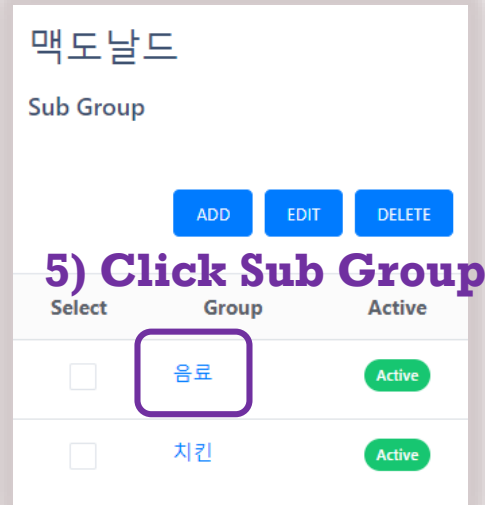 맥도날드
Sub Group
ADD EDIT DELETE
5) Click Sub Group
Select Group Active
음료 Active
치킨 Active